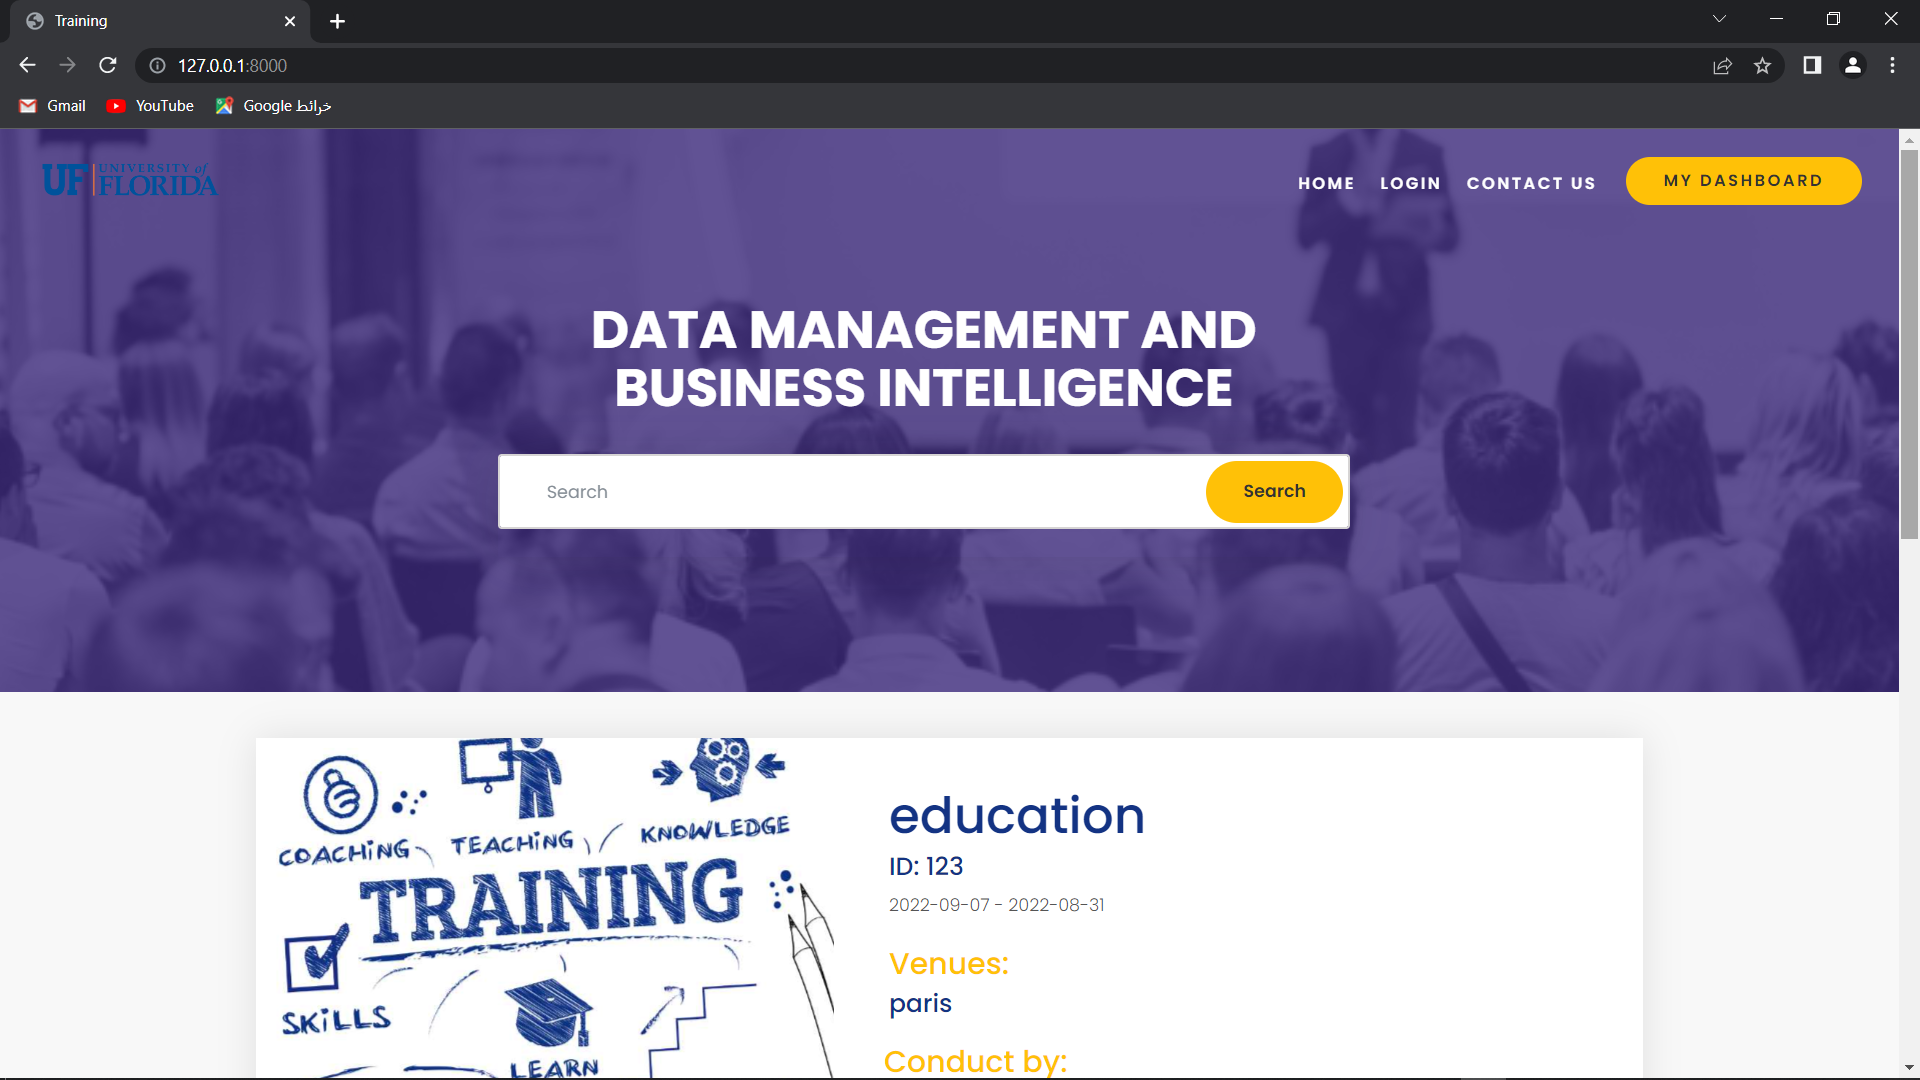 Training
127.0.0.1:8000
Gmail
YouTube
Google خرائط
UF UNIVERSITY of FLORIDA
HOME
LOGIN
CONTACT US
MY DASHBOARD
DATA MANAGEMENT AND
BUSINESS INTELLIGENCE
Search
Search
COACHiNG
TEACHiNG
KNOWLEDGE
TRAINING
SKiLLS
LEARN
education
ID: 123
2022-09-07 - 2022-08-31
Venues:
paris
Conduct by: